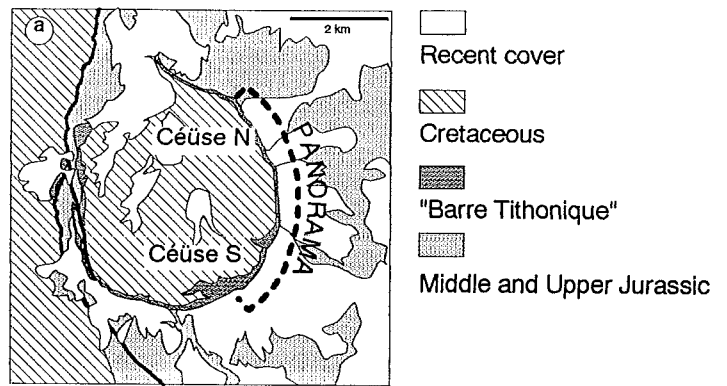 a
2 km
Céüse N
Céüse S
PANORAMA
Recent cover
Cretaceous
"Barre Tithonique"
Middle and Upper Jurassic